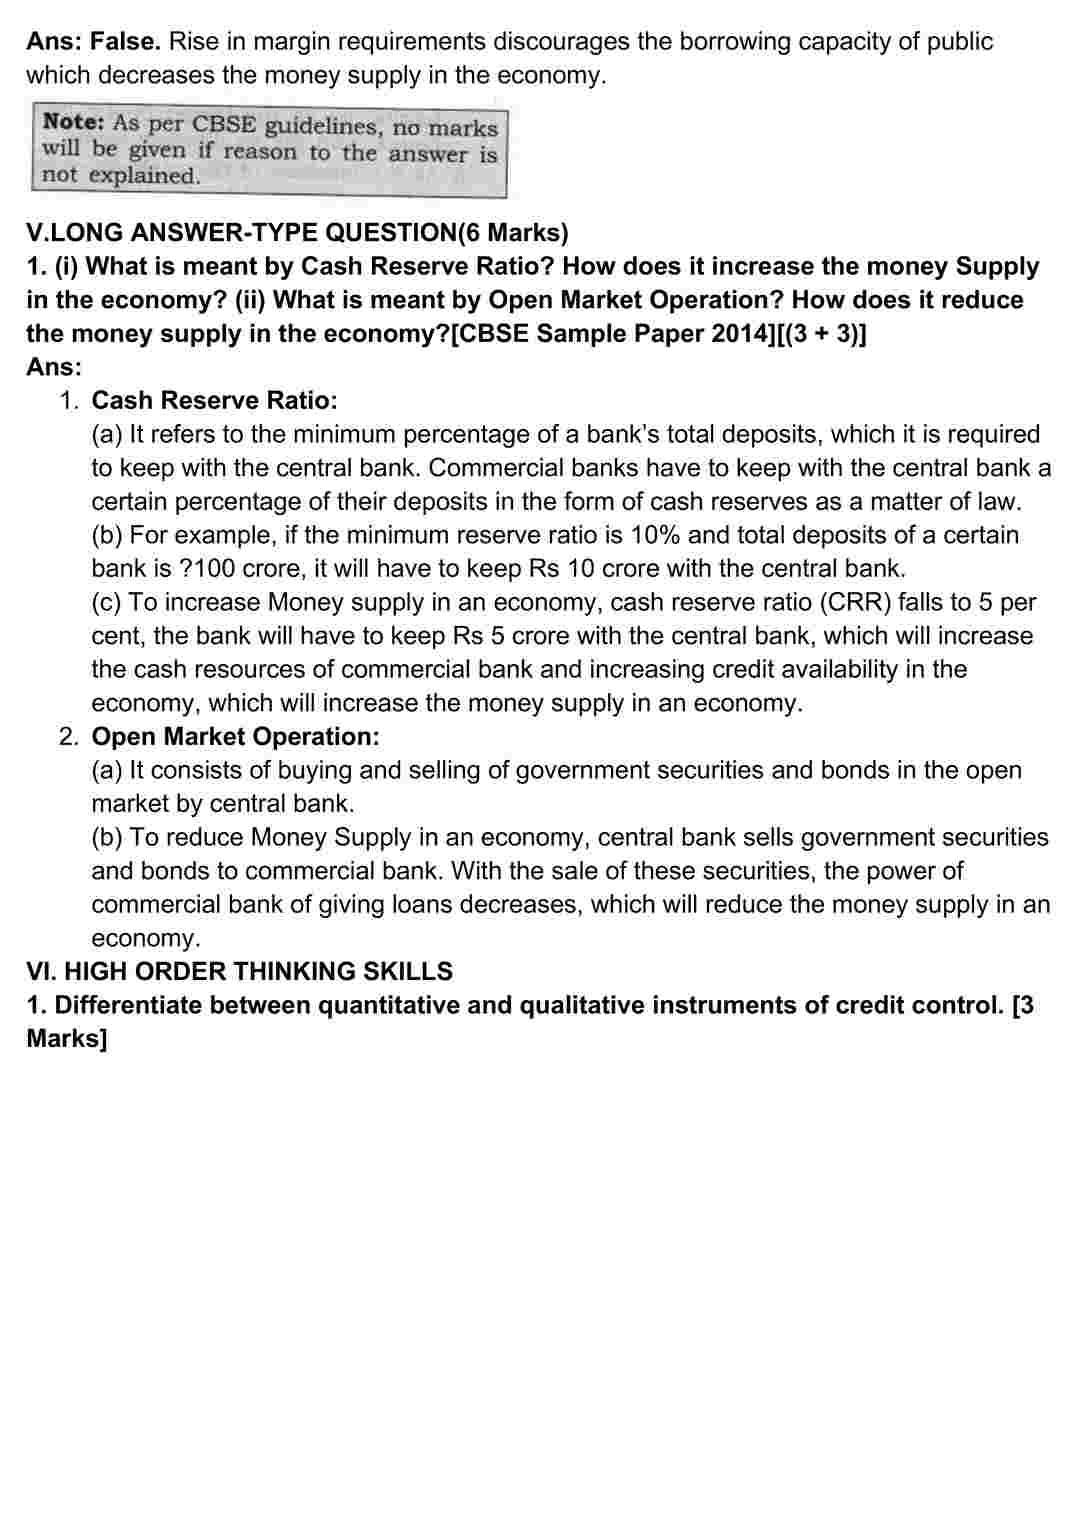 Ans: False. Rise in margin requirements discourages the borrowing capacity of public
which decreases the money supply in the economy.
Note: As per CBSE guidelines, no marks
will be given if reason to the answer is
not explained.
V.LONG ANSWER-TYPE QUESTION(6 Marks)
1. (i) What is meant by Cash Reserve Ratio? How does it increase the money Supply
in the economy? (ii) What is meant by Open Market Operation? How does it reduce
the money supply in the economy?[CBSE Sample Paper 2014][(3 + 3)]
Ans:
1. Cash Reserve Ratio:
(a) It refers to the minimum percentage of a bank's total deposits, which it is required
to keep with the central bank. Commercial banks have to keep with the central bank a
certain percentage of their deposits in the form of cash reserves as a matter of law.
(b) For example, if the minimum reserve ratio is 10% and total deposits of a certain
bank is ?100 crore, it will have to keep Rs 10 crore with the central bank.
(c) To increase Money supply in an economy, cash reserve ratio (CRR) falls to 5 per
cent, the bank will have to keep Rs 5 crore with the central bank, which will increase
the cash resources of commercial bank and increasing credit availability in the
economy, which will increase the money supply in an economy.
2. Open Market Operation:
(a) It consists of buying and selling of government securities and bonds in the open
market by central bank.
(b) To reduce Money Supply in an economy, central bank sells government securities
and bonds to commercial bank. With the sale of these securities, the power of
commercial bank of giving loans decreases, which will reduce the money supply in an
economy.
VI. HIGH ORDER THINKING SKILLS
1. Differentiate between quantitative and qualitative instruments of credit control. [3
Marks]